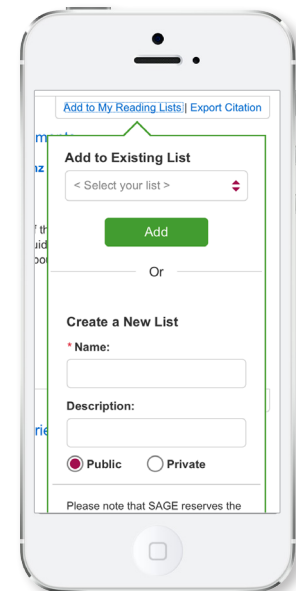 Add to My Reading Lists | Export Citation
Add to Existing List
< Select your list >
Add
Or
Create a New List
* Name:
Description:
Public Private
Please note that SAGE reserves the